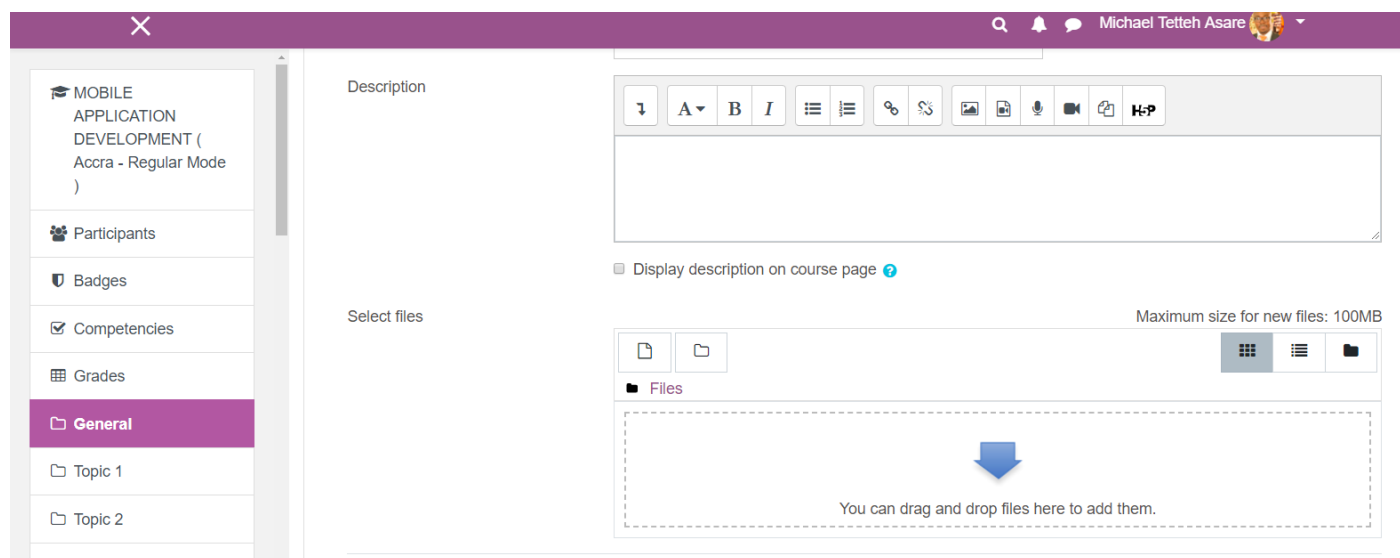 Michael Tetteh Asare
MOBILE
APPLICATION
DEVELOPMENT (
Accra - Regular Mode
)
Participants
Badges
Competencies
Grades
General
Topic 1
Topic 2
Description
A B I H5P
Display description on course page ?
Select files
Maximum size for new files: 100MB
Files
You can drag and drop files here to add them.